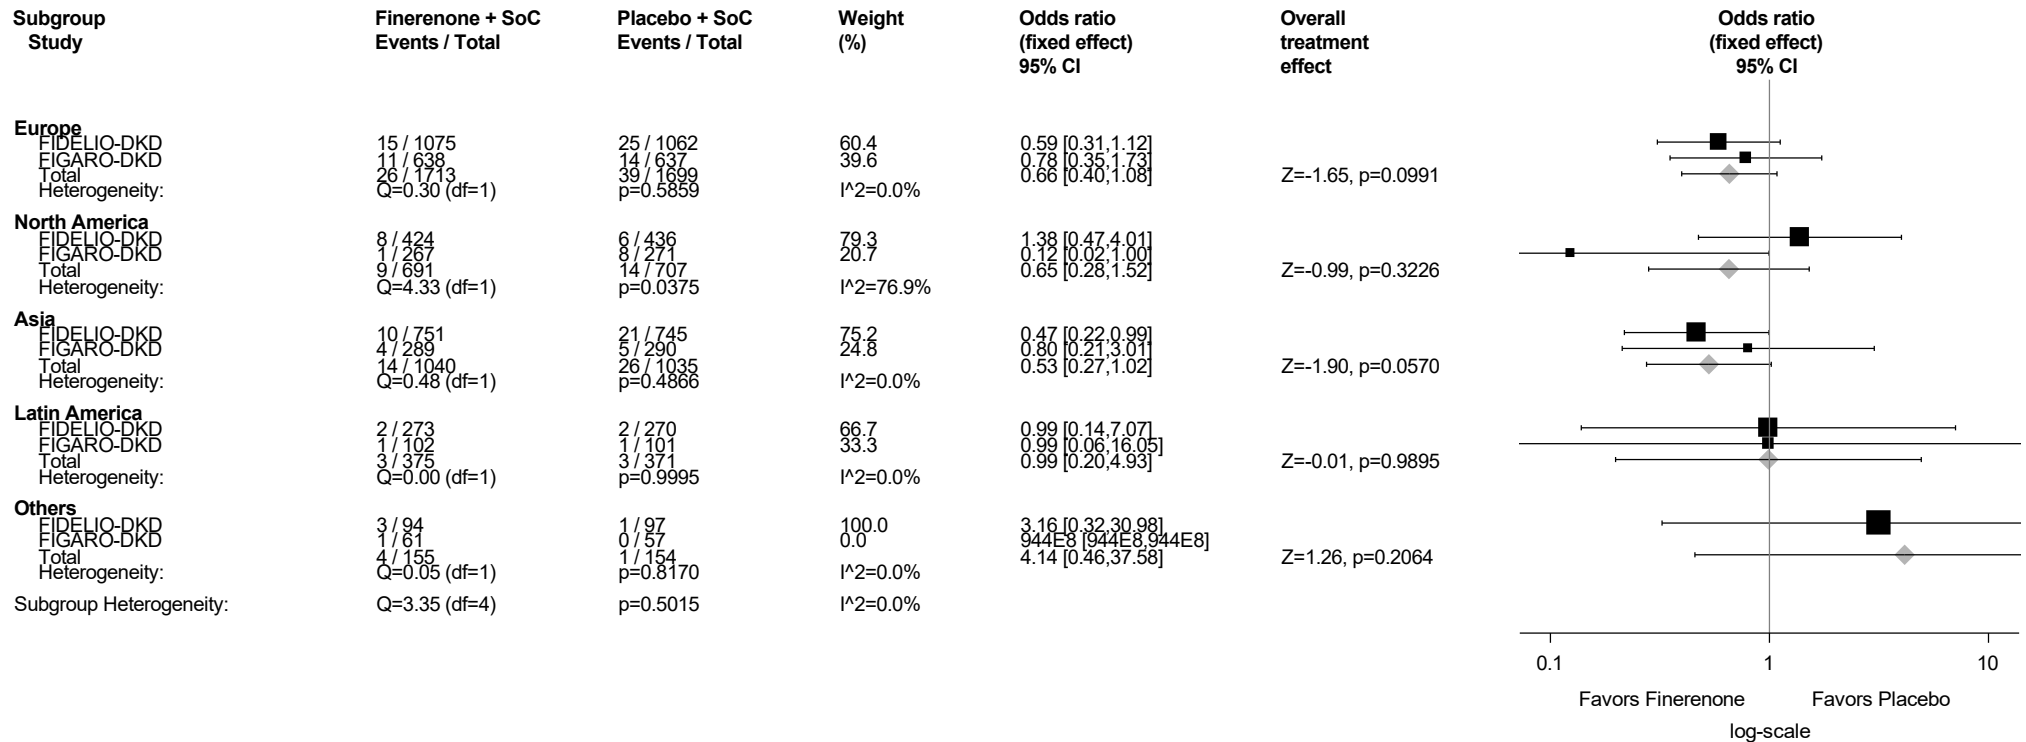 Subgroup Finerenone + SoC Placebo + SoC Weight Odds ratio Overall Odds ratio
Study Events / Total Events / Total (%) (fixed effect) treatment (fixed effect)
95% CI effect 95% CI
Europe
FIDELIO-DKD 15 / 1075 25 / 1062 60.4 0.59 [0.31,1.12]
FIGARO-DKD 11 / 638 14 / 637 39.6 0.78 [0.35,1.73]
Total 26 / 1713 39 / 1699 0.66 [0.40,1.08] Z=-1.65, p=0.0991
Heterogeneity: Q=0.30 (df=1) p=0.5859 I^2=0.0%
North America
FIDELIO-DKD 8 / 424 6 / 436 79.3 1.38 [0.47,4.01]
FIGARO-DKD 1 / 267 8 / 271 20.7 0.12 [0.02,1.00]
Total 9 / 691 14 / 707 0.65 [0.28,1.52] Z=-0.99, p=0.3226
Heterogeneity: Q=4.33 (df=1) p=0.0375 I^2=76.9%
Asia
FIDELIO-DKD 10 / 751 21 / 745 75.2 0.47 [0.22,0.99]
FIGARO-DKD 4 / 289 5 / 290 24.8 0.80 [0.21,3.01]
Total 14 / 1040 26 / 1035 0.53 [0.27,1.02] Z=-1.90, p=0.0570
Heterogeneity: Q=0.48 (df=1) p=0.4866 I^2=0.0%
Latin America
FIDELIO-DKD 2 / 273 2 / 270 66.7 0.99 [0.14,7.07]
FIGARO-DKD 1 / 102 1 / 101 33.3 0.99 [0.06,16.05]
Total 3 / 375 3 / 371 0.99 [0.20,4.93] Z=-0.01, p=0.9895
Heterogeneity: Q=0.00 (df=1) p=0.9995 I^2=0.0%
Others
FIDELIO-DKD 3 / 94 1 / 97 100.0 3.16 [0.32,30.98]
FIGARO-DKD 1 / 61 0 / 57 0.0 944E8 [944E8,944E8]
Total 4 / 155 1 / 154 4.14 [0.46,37.58] Z=1.26, p=0.2064
Heterogeneity: Q=0.05 (df=1) p=0.8170 I^2=0.0%
Subgroup Heterogeneity: Q=3.35 (df=4) p=0.5015 I^2=0.0%
0.1 1 10
Favors Finerenone Favors Placebo
log-scale